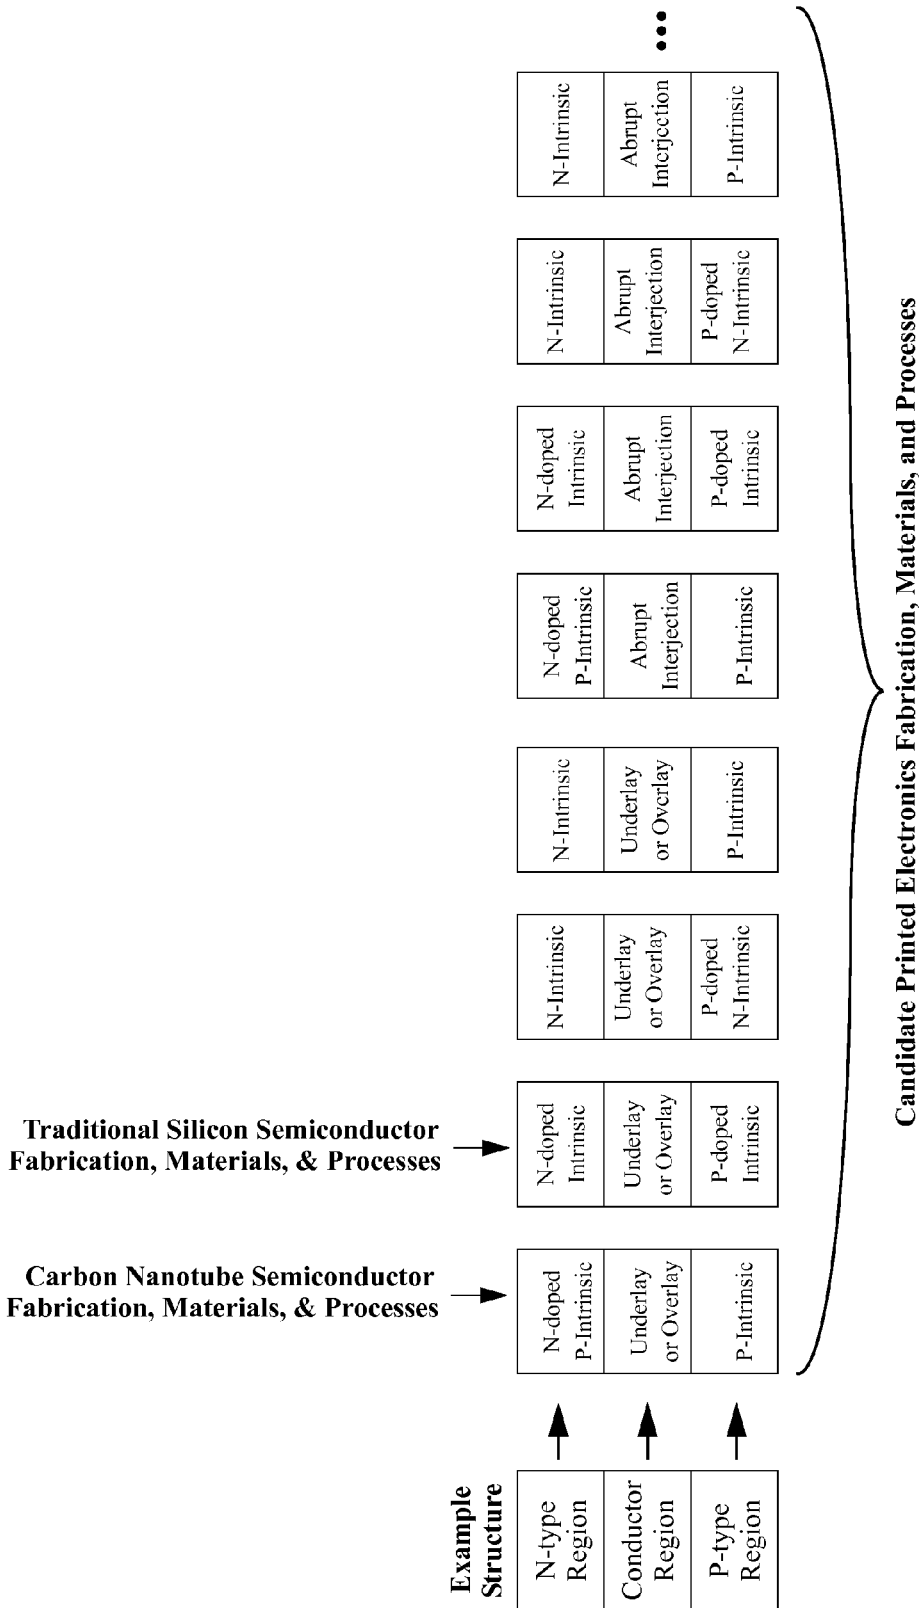 Traditional Silicon Semiconductor
Fabrication, Materials, & Processes
Carbon Nanotube Semiconductor
Fabrication, Materials, & Processes
Example
Structure
N-type
Region
Conductor
Region
P-type
Region
N-doped
P-Intrinsic
Underlay
or Overlay
P-Intrinsic
N-doped
Intrinsic
Underlay
or Overlay
P-doped
Intrinsic
N-Intrinsic
Underlay
or Overlay
P-doped
N-Intrinsic
N-Intrinsic
Underlay
or Overlay
P-Intrinsic
N-doped
P-Intrinsic
Abrupt
Interjection
P-Intrinsic
N-doped
Intrinsic
Abrupt
Interjection
P-doped
Intrinsic
N-Intrinsic
Abrupt
Interjection
P-doped
N-Intrinsic
N-Intrinsic
Abrupt
Interjection
P-Intrinsic
...
Candidate Printed Electronics Fabrication, Materials, and Processes